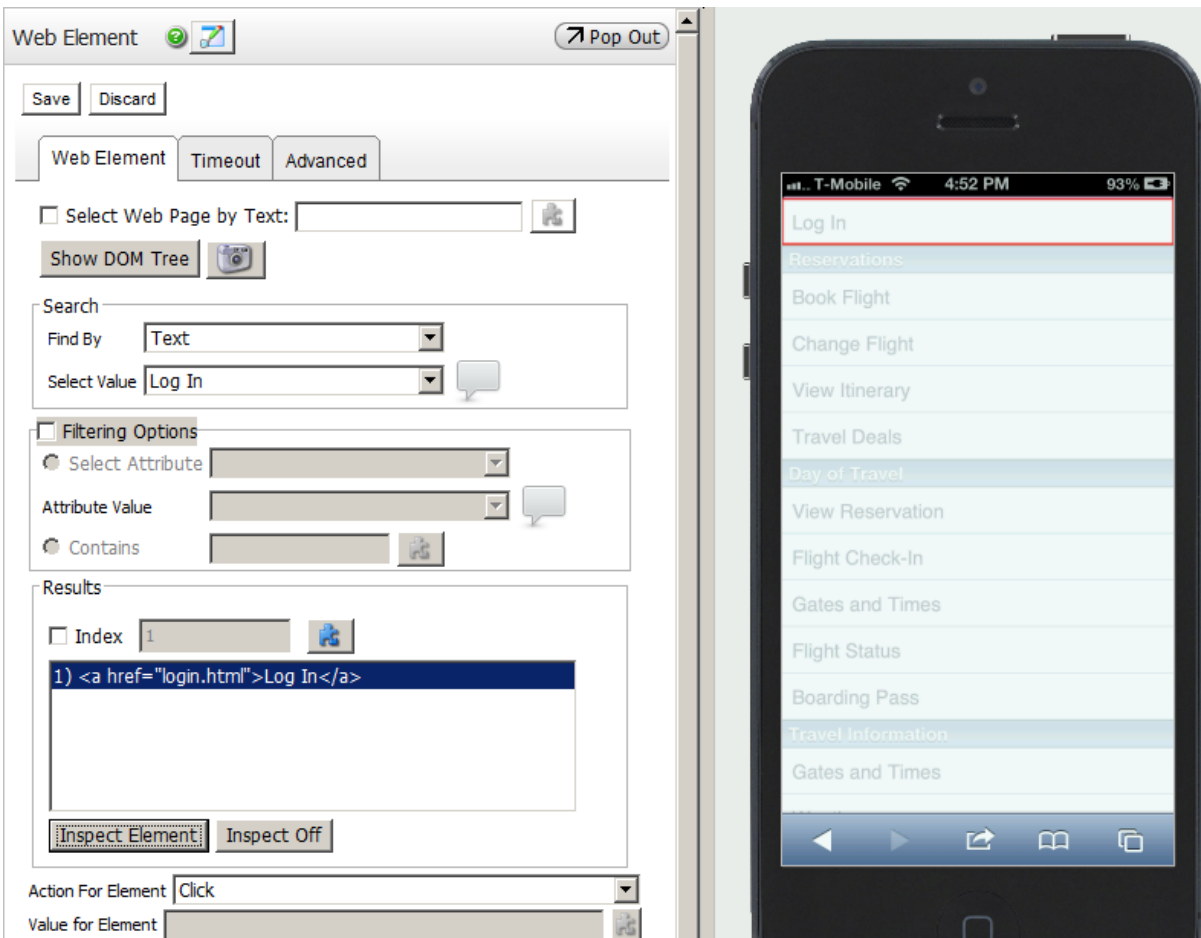 Web Element
Pop Out
Save
Discard
Web Element
Timeout
Advanced
Select Web Page by Text:
Show DOM Tree
Search
Find By
Text
Select Value
Log In
Filtering Options
Select Attribute
Attribute Value
Contains
Results
Index
1
1) <a href="login.html">Log In</a>
Inspect Element
Inspect Off
Action For Element
Click
Value for Element
T-Mobile
4:52 PM
93%
Log In
Reservations
Book Flight
Change Flight
View Itinerary
Travel Deals
Day of Travel
View Reservation
Flight Check-In
Gates and Times
Flight Status
Boarding Pass
Travel Information
Gates and Times